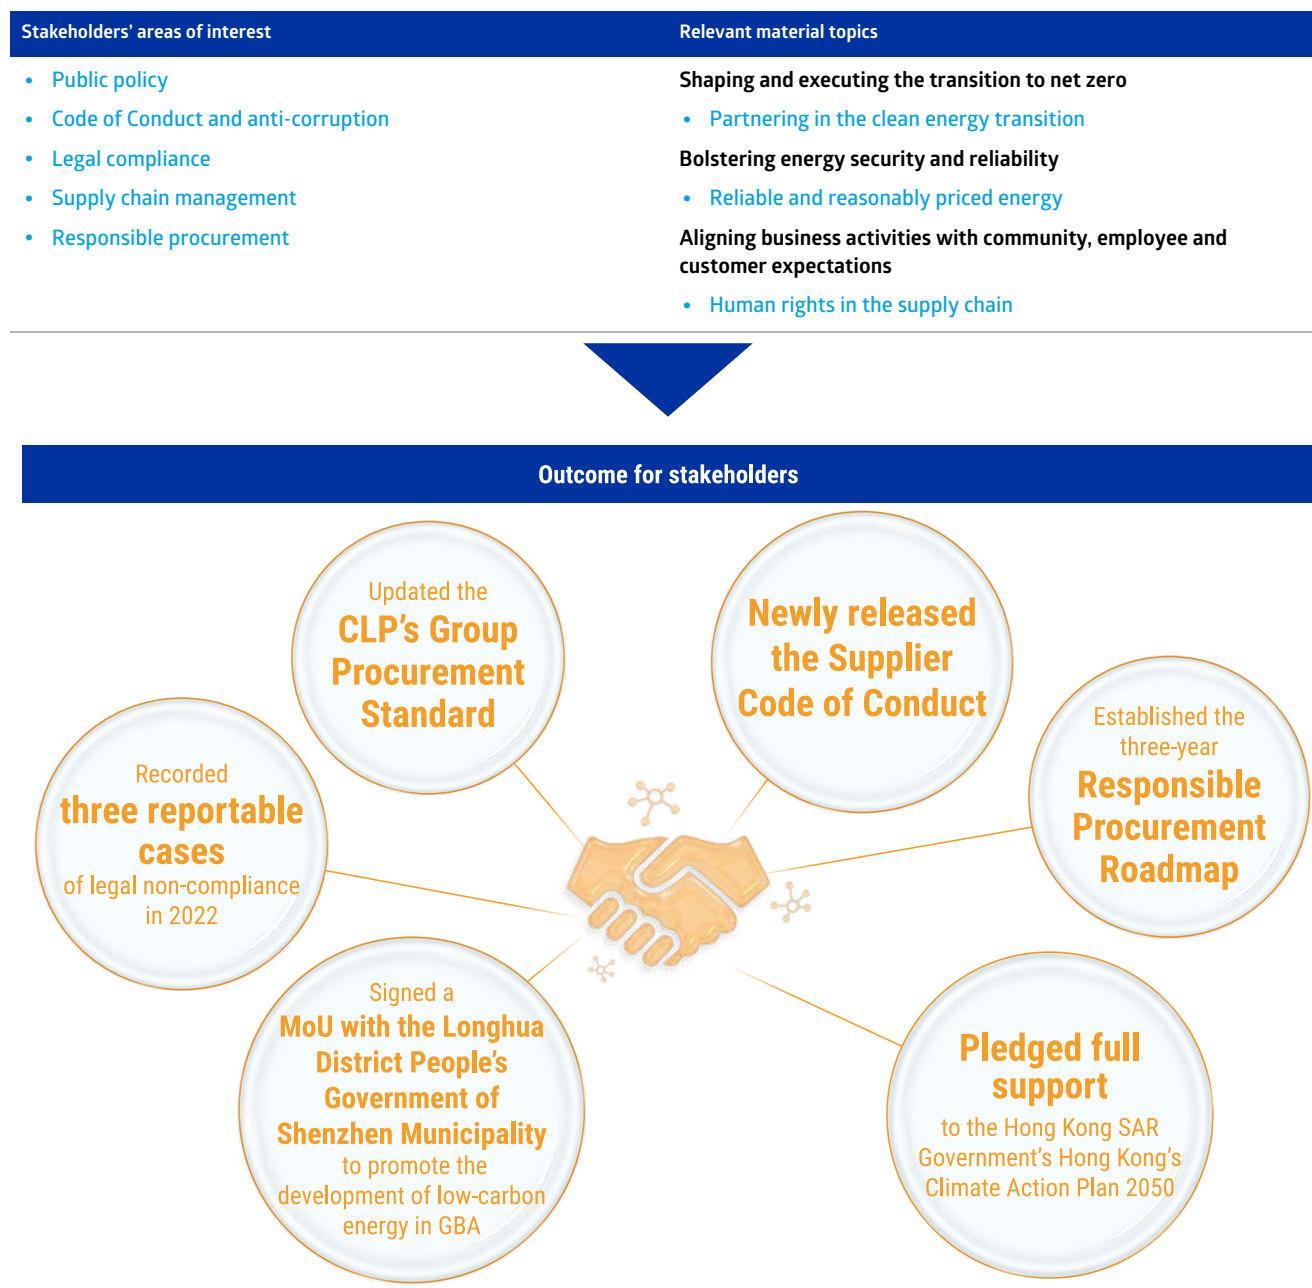 Stakeholders' areas of interest
• Public policy
• Code of Conduct and anti-corruption
• Legal compliance
• Supply chain management
• Responsible procurement
Relevant material topics
Shaping and executing the transition to net zero
• Partnering in the clean energy transition
Bolstering energy security and reliability
• Reliable and reasonably priced energy
Aligning business activities with community, employee and
customer expectations
• Human rights in the supply chain
Outcome for stakeholders
Updated the
CLP's Group
Procurement
Standard
Newly released
the Supplier
Code of Conduct
Recorded
three reportable
cases
of legal non-compliance
in 2022
Established the
three-year
Responsible
Procurement
Roadmap
Signed a
MoU with the Longhua
District People's
Government of
Shenzhen Municipality
to promote the
development of low-carbon
energy in GBA
Pledged full
support
to the Hong Kong SAR
Government's Hong Kong's
Climate Action Plan 2050